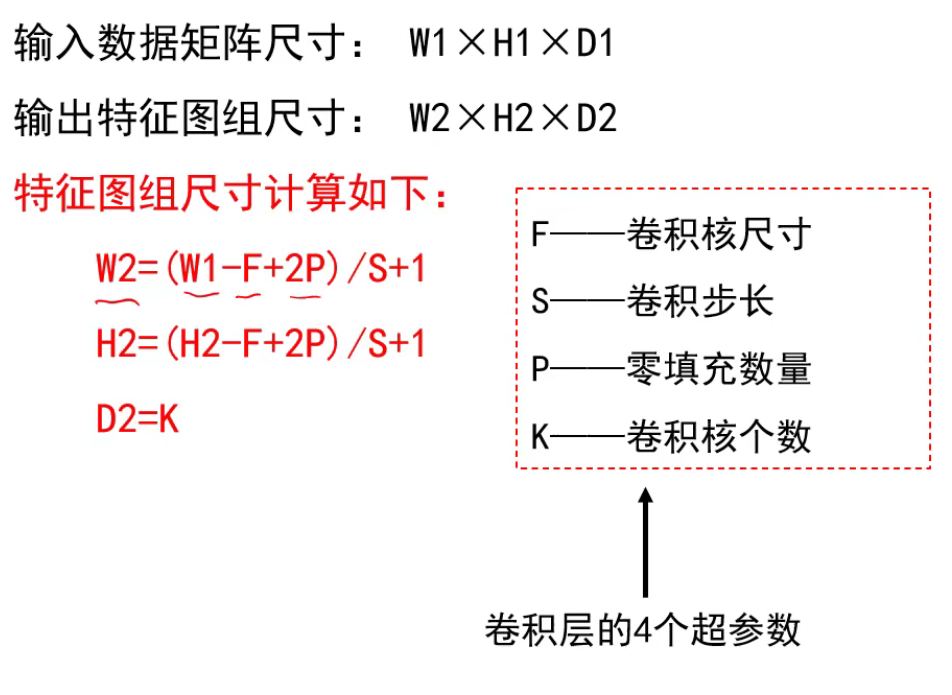 输入数据矩阵尺寸： W1×H1×D1
输出特征图组尺寸： W2×H2×D2
特征图组尺寸计算如下：
W2=(W1-F+2P)/S+1
H2=(H2-F+2P)/S+1
D2=K
F——卷积核尺寸
S——卷积步长
P——零填充数量
K——卷积核个数
卷积层的4个超参数